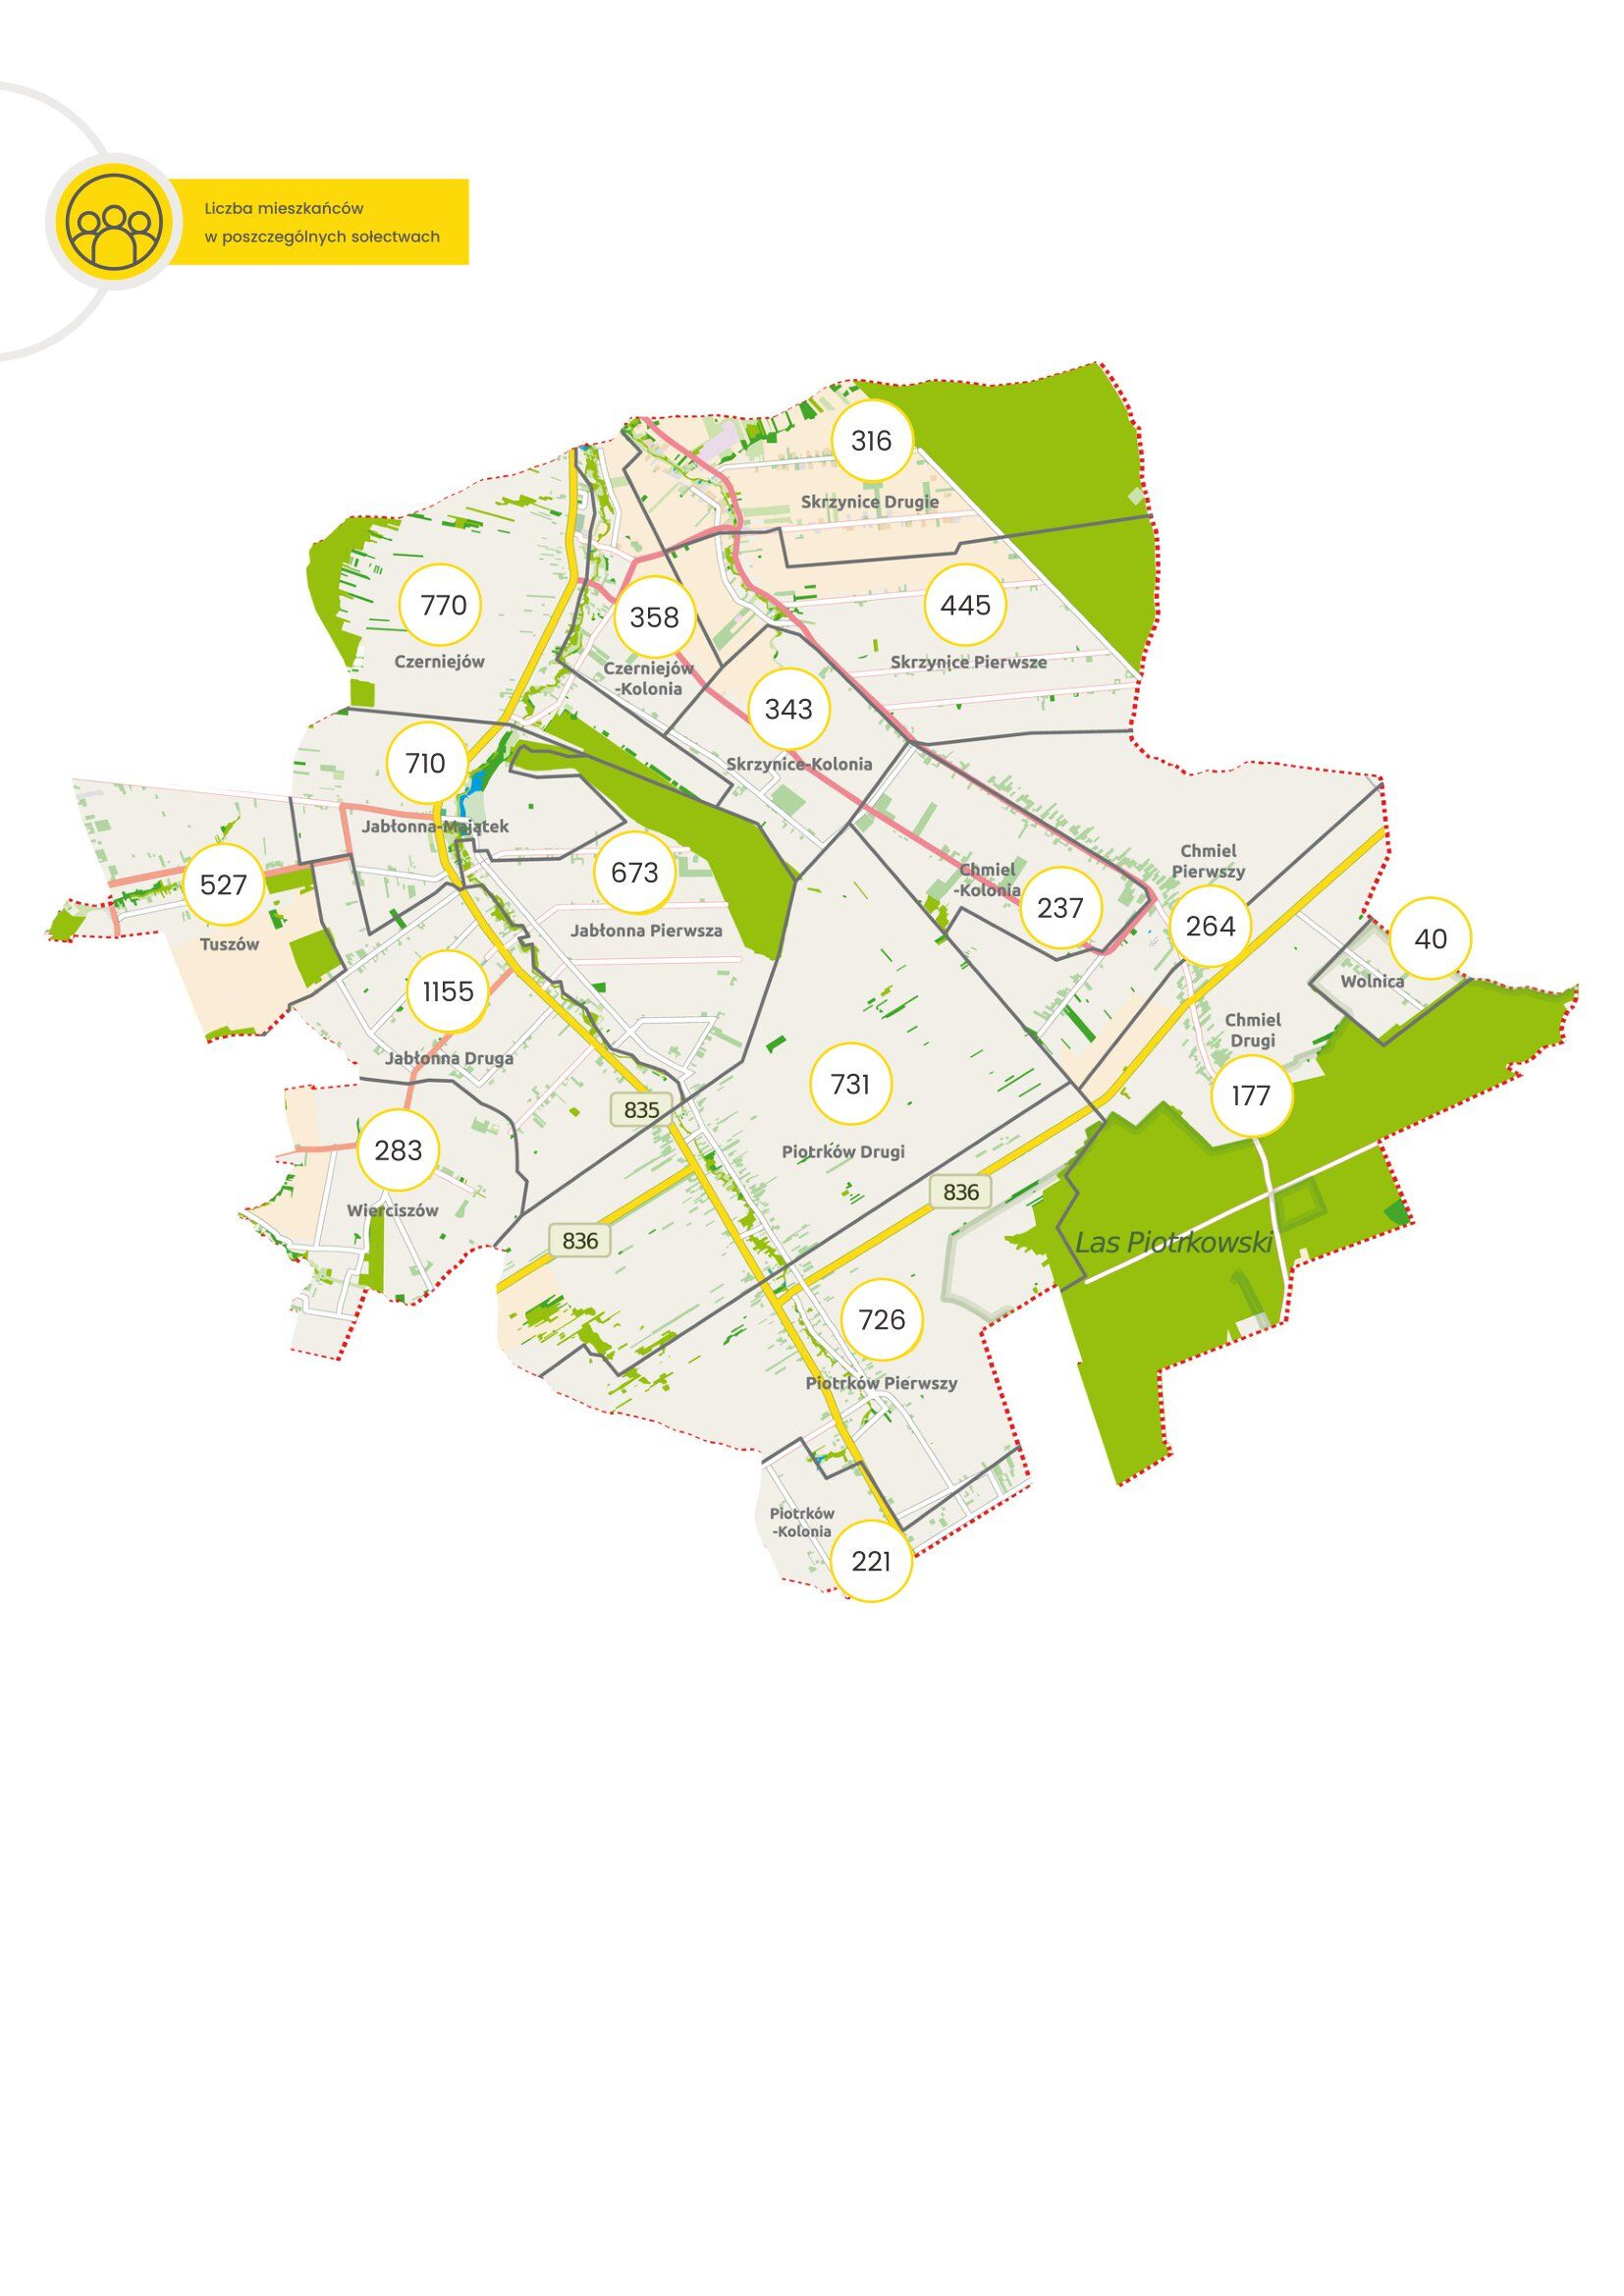 Liczba mieszkańców
w poszczególnych sołectwach
316
Skrzynice Drugie
770
Czerniejów
358
Czerniejów
-Kolonia
445
Skrzynice Pierwsze
343
Skrzynice-Kolonia
710
Jabłonna-Majątek
527
Tuszów
673
Jabłonna Pierwsza
Chmiel
-Kolonia
237
Chmiel
Pierwszy
264
40
Wolnica
1155
Jabłonna Druga
Chmiel
Drugi
177
731
Piotrków Drugi
835
283
Wierciszów
836
836
Las Piotrkowski
726
Piotrków Pierwszy
Piotrków
-Kolonia
221